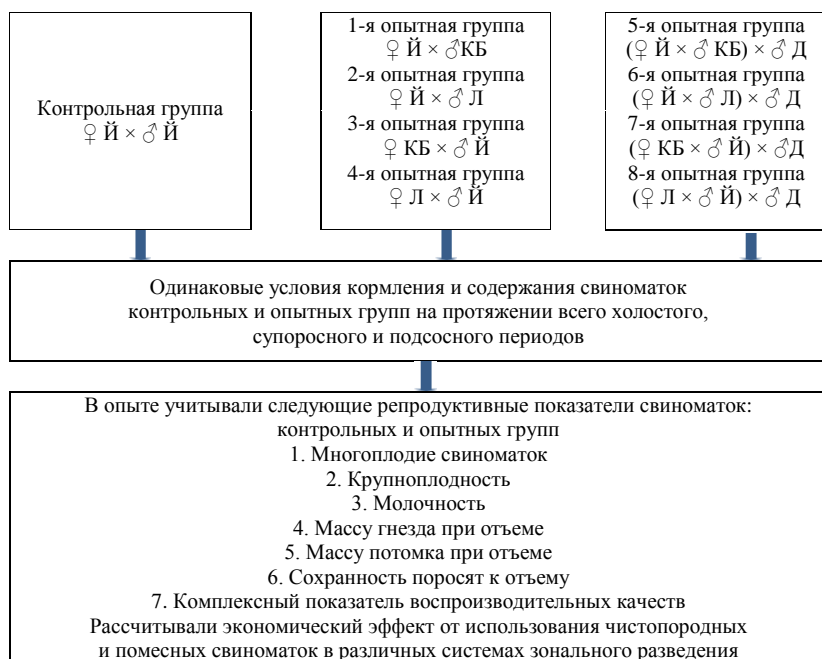 Контрольная группа
♀ Й × ♂ Й
1-я опытная группа
♀ Й × ♂КБ
2-я опытная группа
♀ Й × ♂ Л
3-я опытная группа
♀ КБ × ♂ Й
4-я опытная группа
♀ Л × ♂ Й
5-я опытная группа
(♀ Й × ♂ КБ) × ♂ Д
6-я опытная группа
(♀ Й × ♂ Л) × ♂ Д
7-я опытная группа
(♀ КБ × ♂ Й) × ♂Д
8-я опытная группа
(♀ Л × ♂ Й) × ♂ Д
Одинаковые условия кормления и содержания свиноматок
контрольных и опытных групп на протяжении всего холостого,
супоросного и подсосного периодов
В опыте учитывали следующие репродуктивные показатели свиноматок:
контрольных и опытных групп
1. Многоплодие свиноматок
2. Крупноплодность
3. Молочность
4. Массу гнезда при отъеме
5. Массу потомка при отъеме
6. Сохранность поросят к отъему
7. Комплексный показатель воспроизводительных качеств
Рассчитывали экономический эффект от использования чистопородных
и помесных свиноматок в различных системах зонального разведения